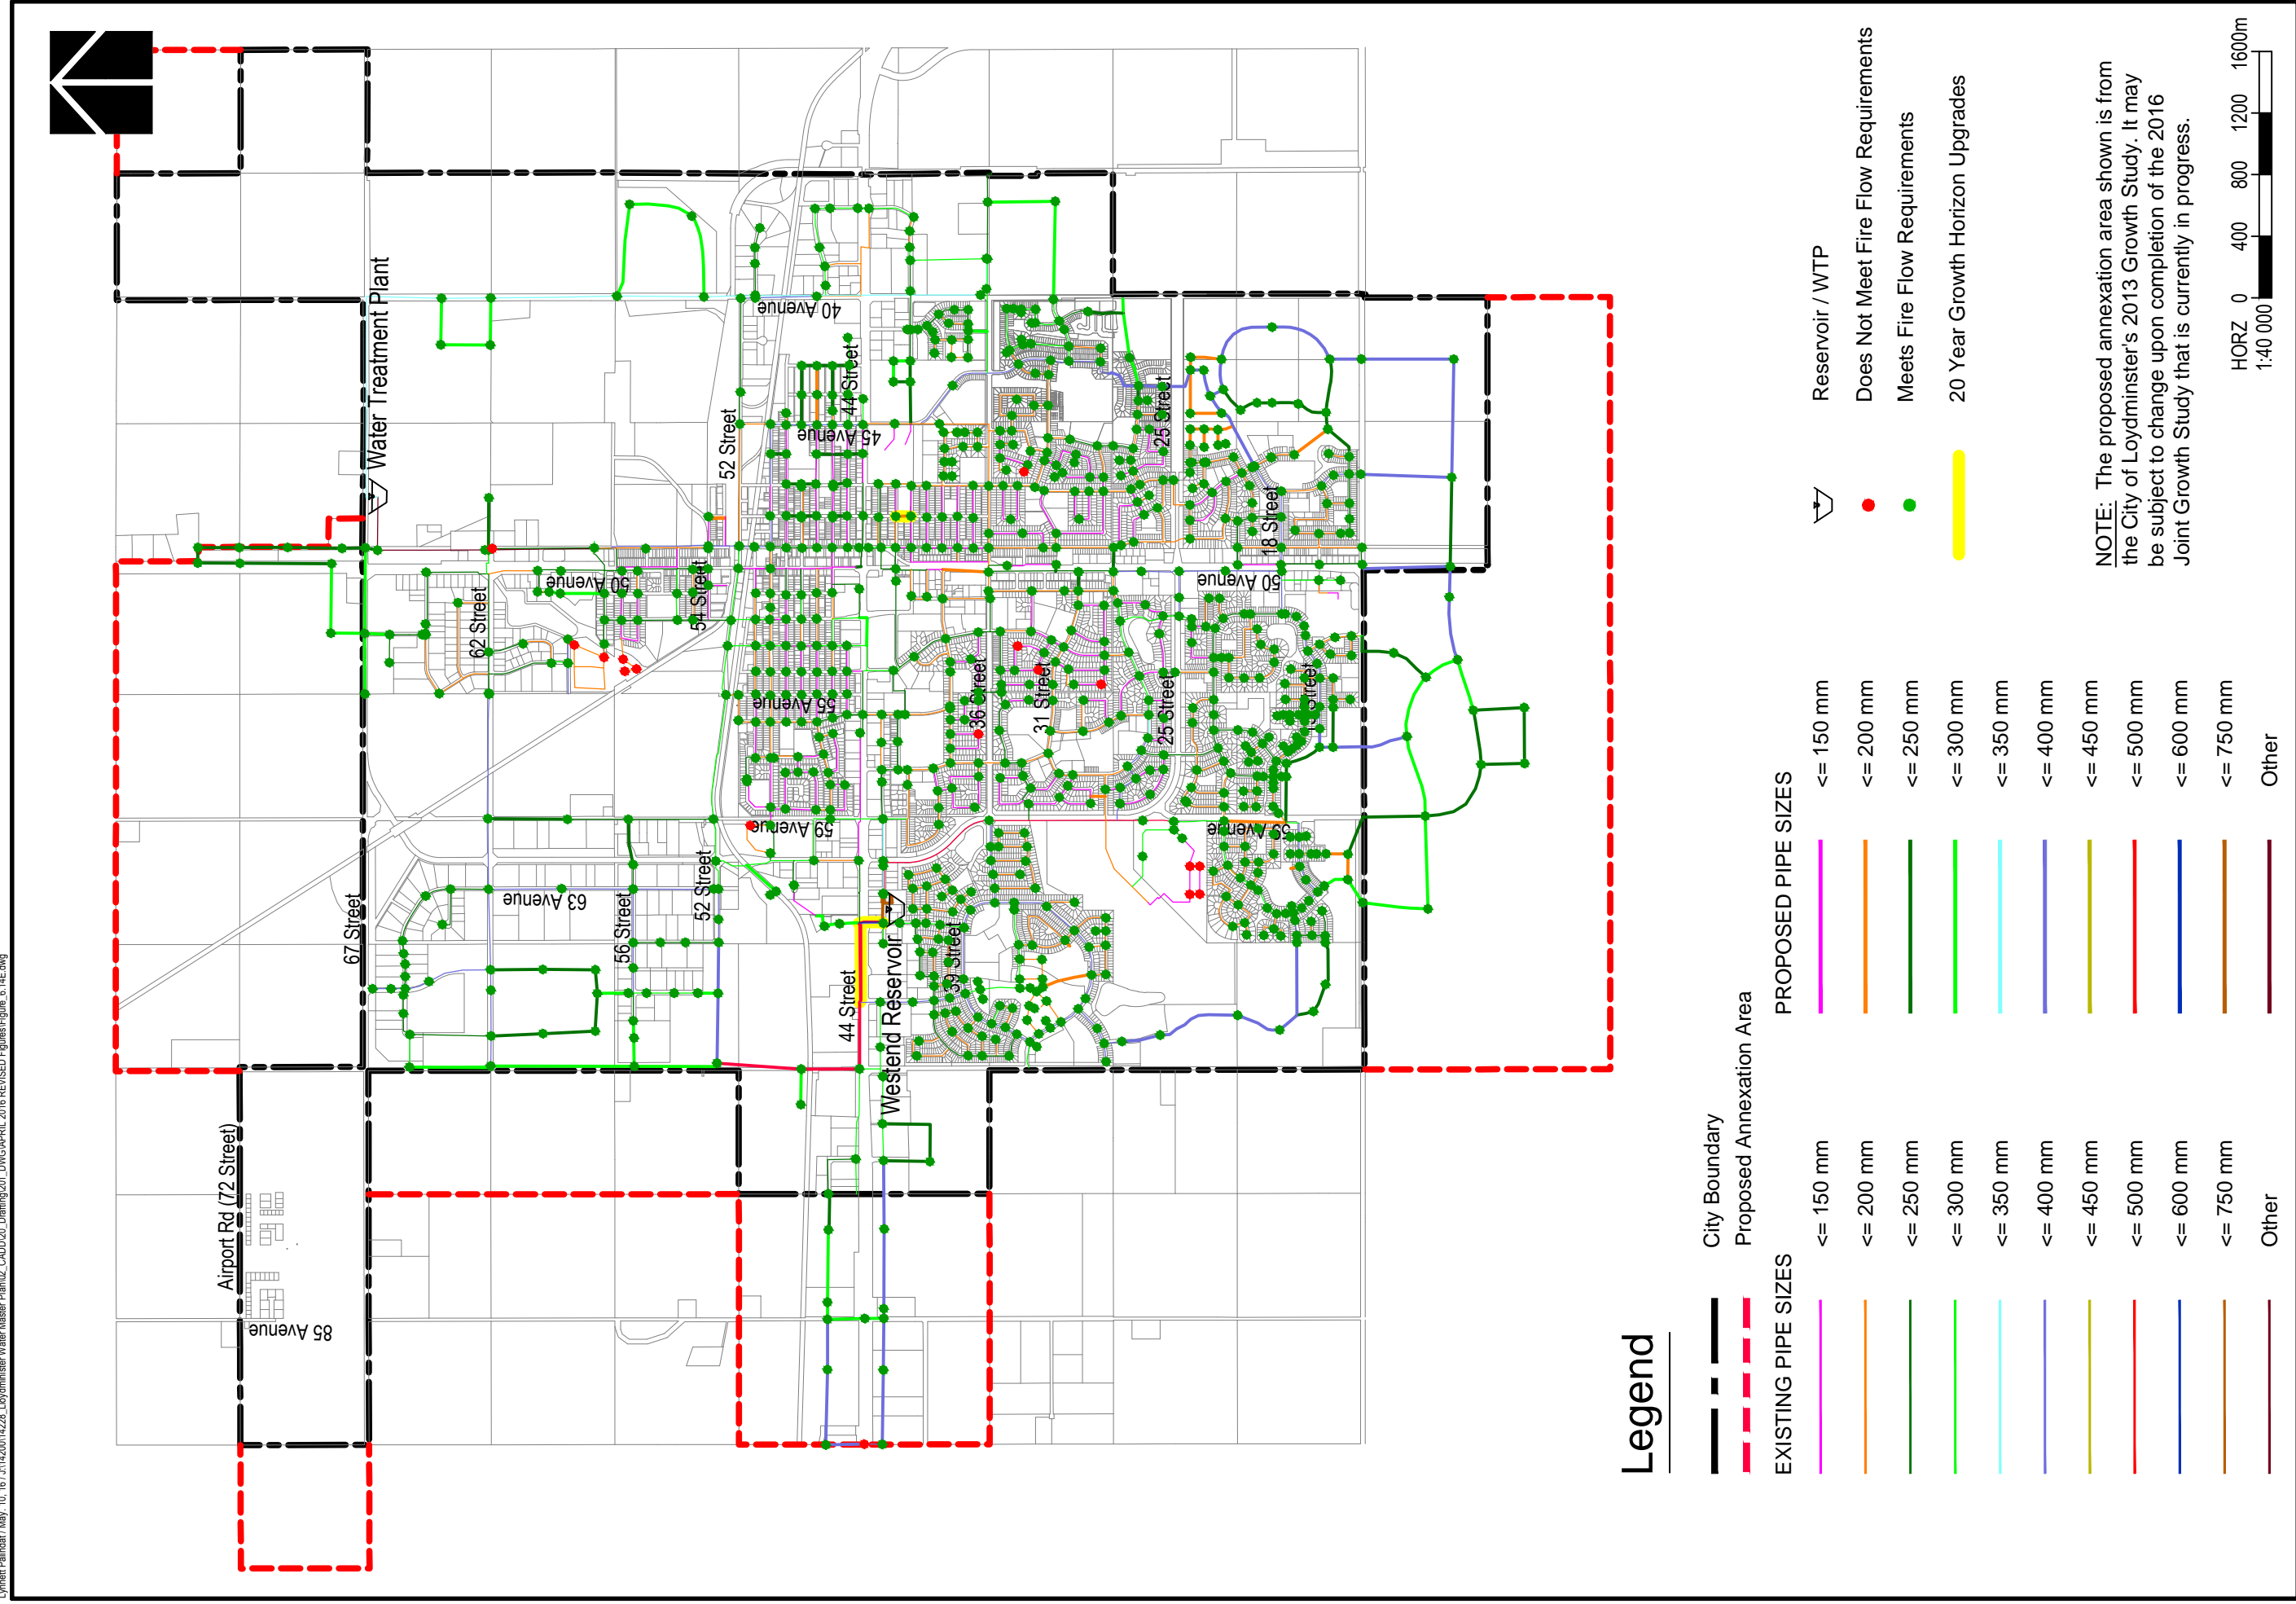 Airport Rd (72 Street)
85 Avenue
67 Street
Water Treatment Plant
62 Street
63 Avenue
56 Street
52 Street
50 Avenue
54 Street
52 Street
40 Avenue
44 Street
45 Avenue
55 Avenue
59 Avenue
44 Street
Westend Reservoir
39 Street
36 Street
31 Street
25 Street
25 Street
18 Street
50 Avenue
Street
Avenue
Legend
City Boundary
Proposed Annexation Area
EXISTING PIPE SIZES
<= 150 mm
<= 200 mm
<= 250 mm
<= 300 mm
<= 350 mm
<= 400 mm
<= 450 mm
<= 500 mm
<= 600 mm
<= 750 mm
Other
PROPOSED PIPE SIZES
<= 150 mm
<= 200 mm
<= 250 mm
<= 300 mm
<= 350 mm
<= 400 mm
<= 450 mm
<= 500 mm
<= 600 mm
<= 750 mm
Other
Reservoir / WTP
Does Not Meet Fire Flow Requirements
Meets Fire Flow Requirements
20 Year Growth Horizon Upgrades
NOTE: The proposed annexation area shown is from
the City of Loydminster's 2013 Growth Study. It may
be subject to change upon completion of the 2016
Joint Growth Study that is currently in progress.
HORZ 0 400 800 1200 1600m
1:40 000